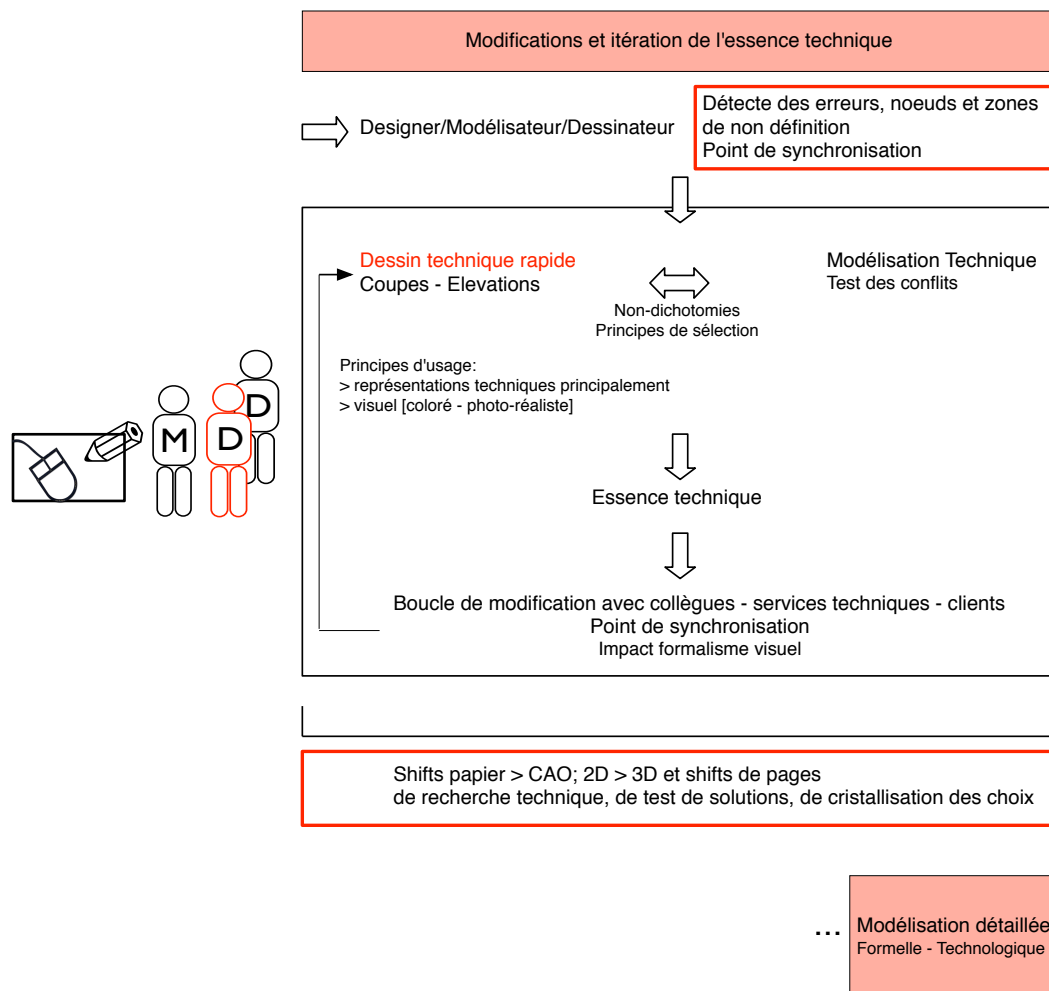 Modifications et itération de l'essence technique
Designer/Modélisateur/Dessinateur
Détecte des erreurs, noeuds et zones
de non définition
Point de synchronisation
Dessin technique rapide
Coupes - Elevations
Modélisation Technique
Test des conflits
Non-dichotomies
Principes de sélection
Principes d'usage:
> représentations techniques principalement
> visuel [coloré - photo-réaliste]
M
D
D
Essence technique
Boucle de modification avec collègues - services techniques - clients
Point de synchronisation
Impact formalisme visuel
Shifts papier > CAO; 2D > 3D et shifts de pages
de recherche technique, de test de solutions, de cristallisation des choix
... Modélisation détaillée
Formelle - Technologique